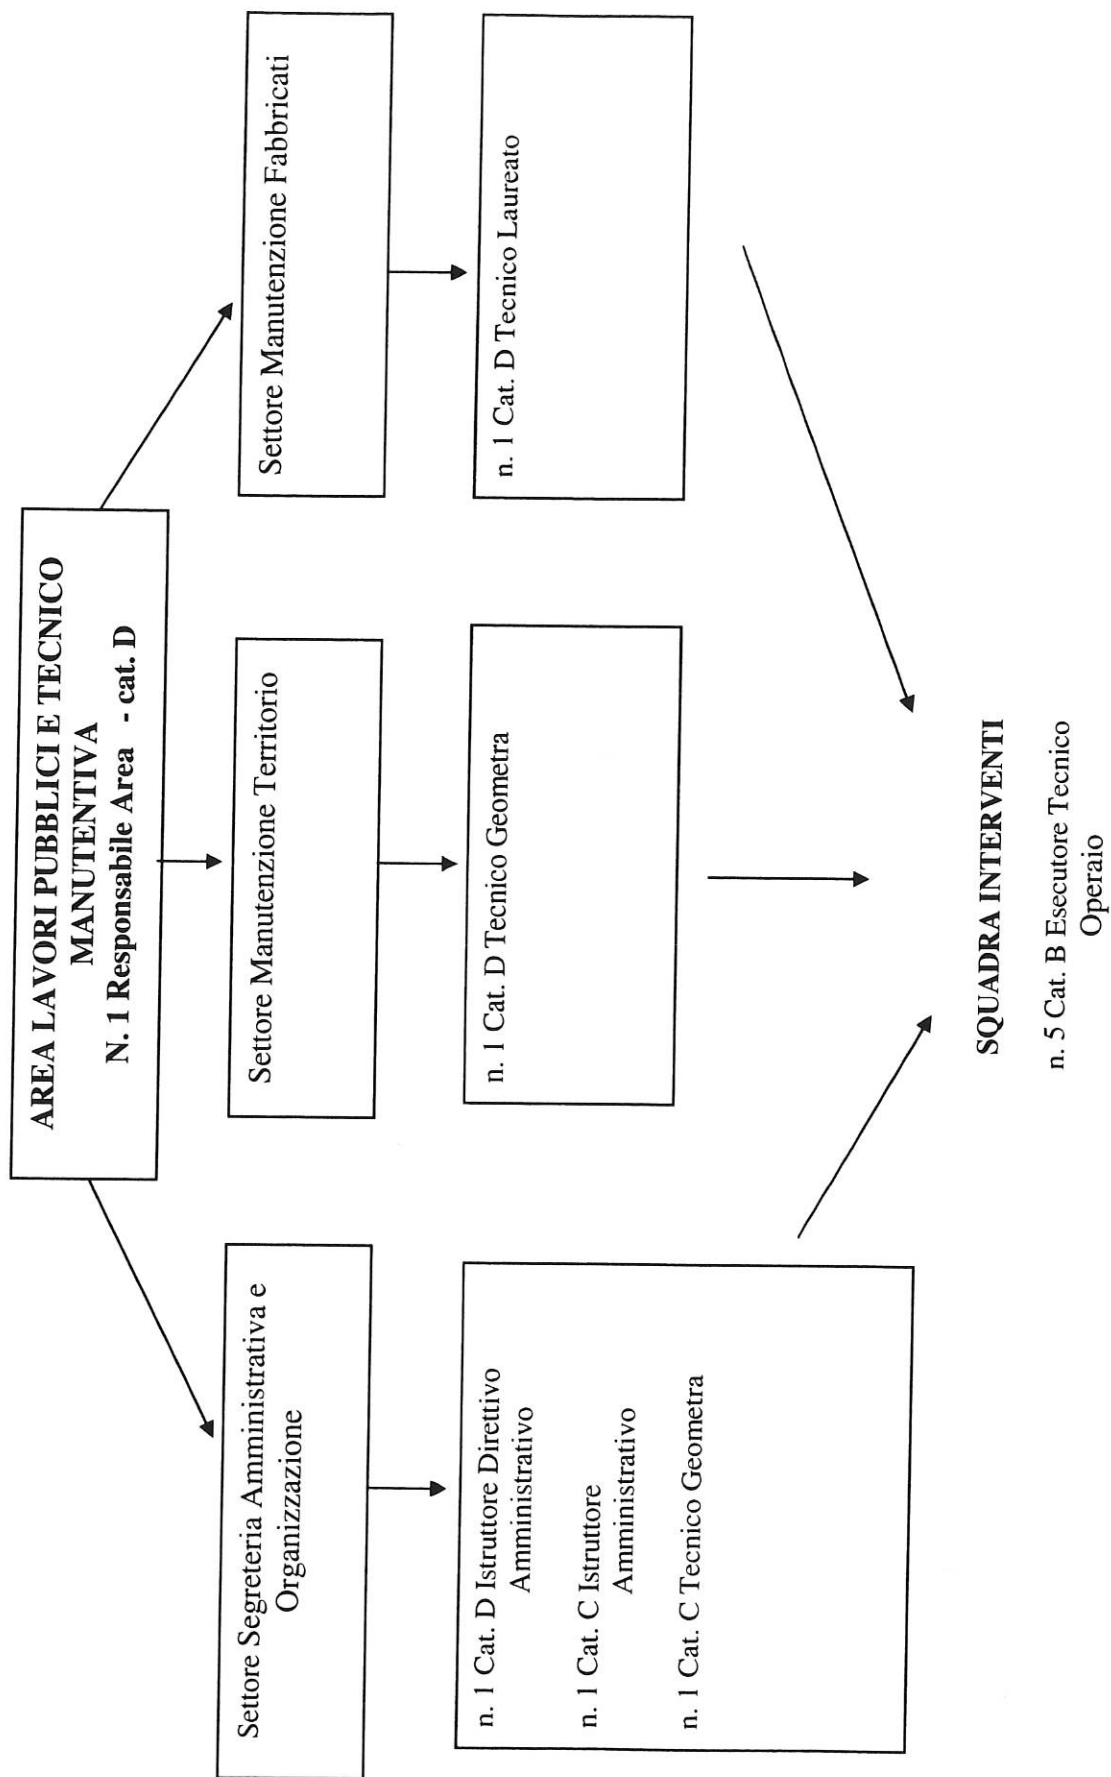 AREA LAVORI PUBBLICI E TECNICO
MANUTENTIVA
N. 1 Responsabile Area - cat. D
Settore Segreteria Amministrativa e
Organizzazione
Settore Manutenzione Territorio
Settore Manutenzione Fabbricati
n. 1 Cat. D Istruttore Direttivo
Amministrativo
n. 1 Cat. C Istruttore
Amministrativo
n. 1 Cat. C Tecnico Geometra
n. 1 Cat. D Tecnico Geometra
n. 1 Cat. D Tecnico Laureato
SQUADRA INTERVENTI
n. 5 Cat. B Esecutore Tecnico
Operaio